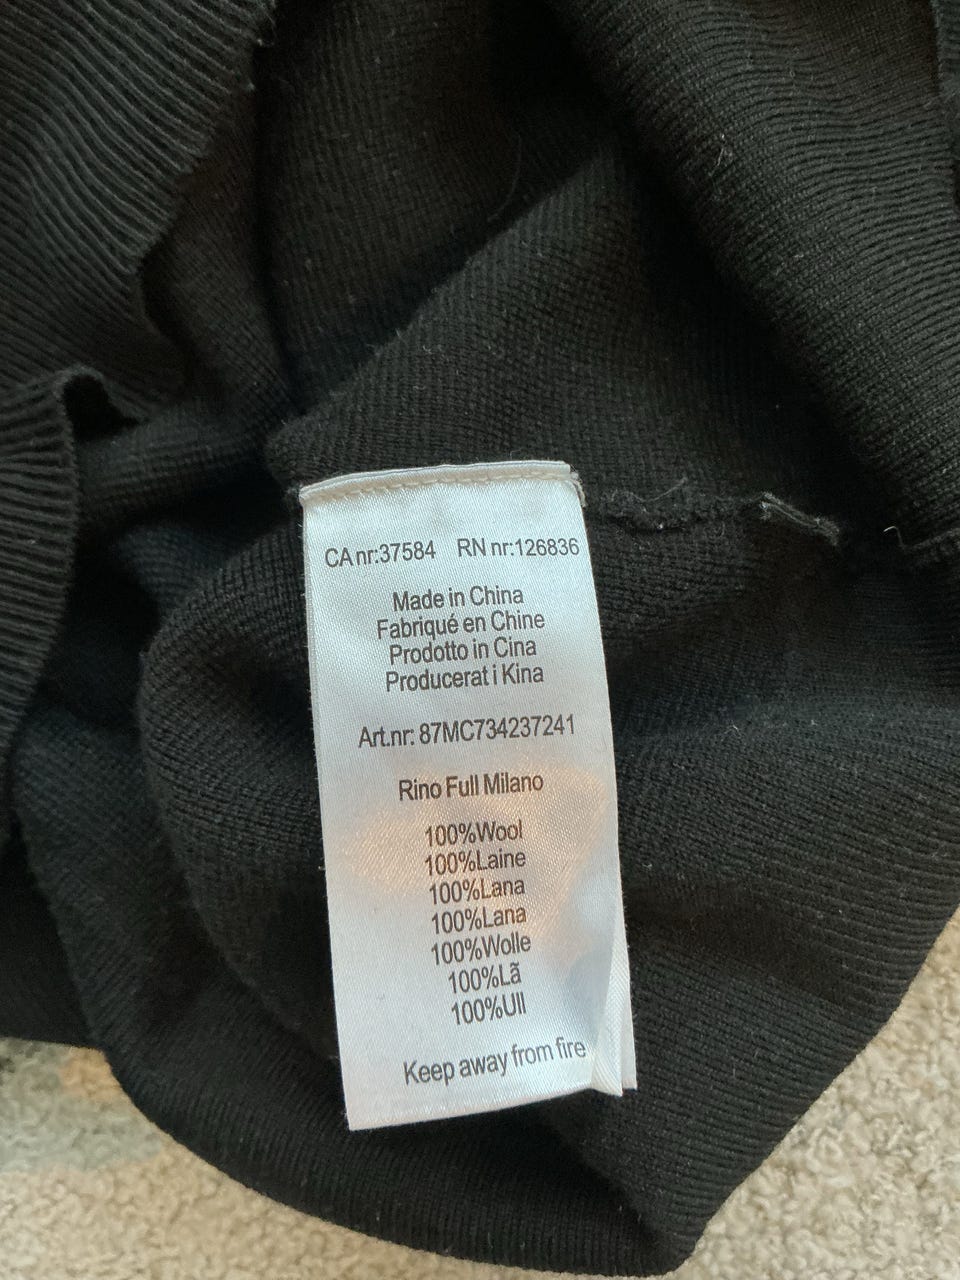 CA nr:37584 RN nr:126836
Made in China
Fabriqué en Chine
Prodotto in Cina
Producerat i Kina
Art.nr: 87MC734237241
Rino Full Milano
100%Wool
100%Laine
100%Lana
100%Lana
100%Wolle
100%Lã
100%Ull
Keep away from fire